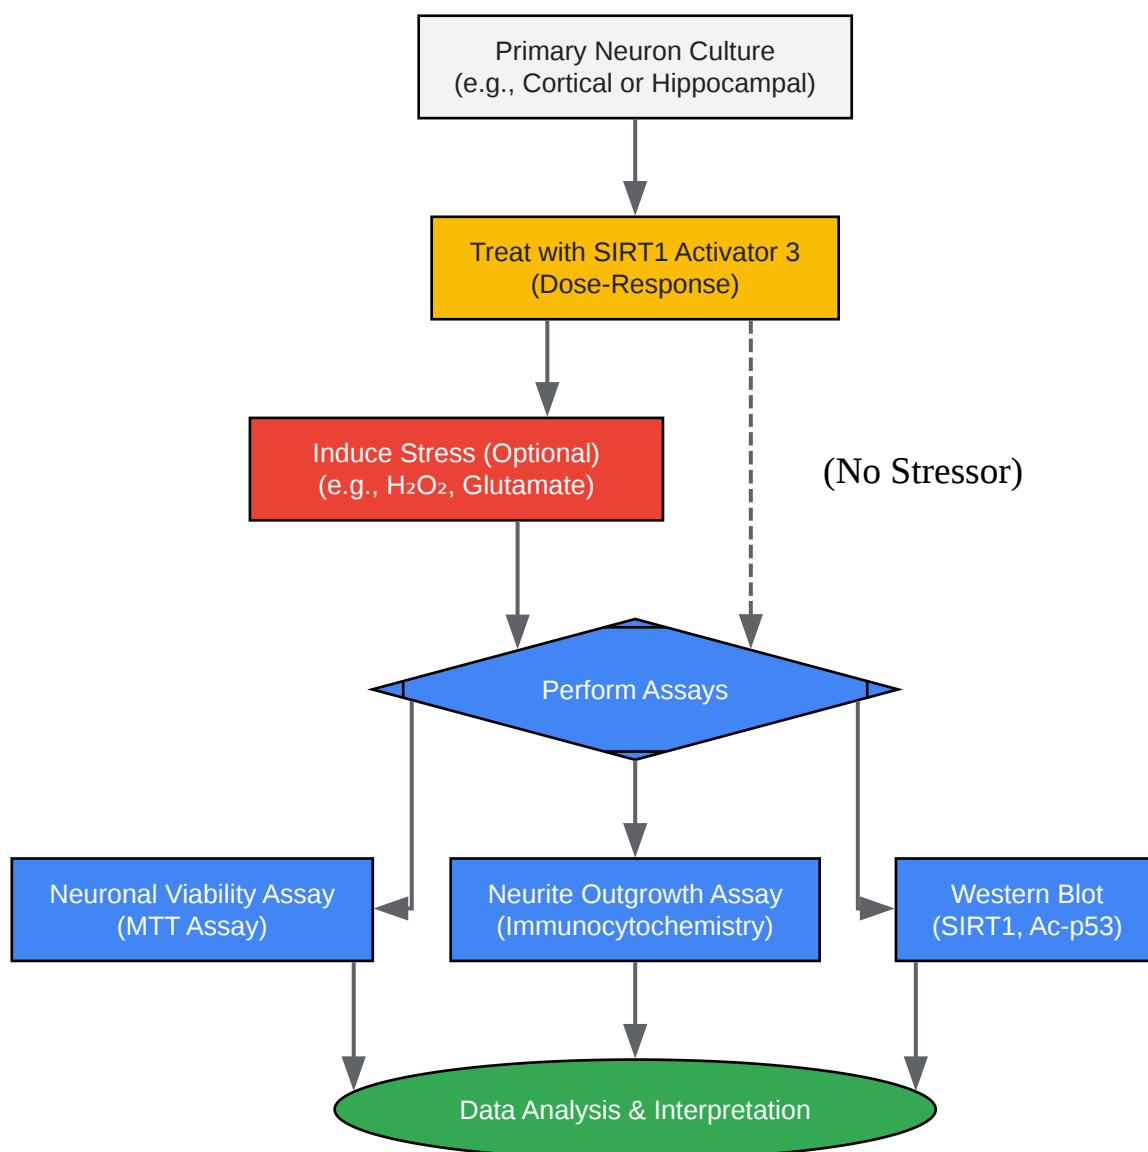 Primary Neuron Culture
(e.g., Cortical or Hippocampal)
Treat with SIRT1 Activator 3
(Dose-Response)
Induce Stress (Optional)
(e.g., H₂O₂, Glutamate)
(No Stressor)
Perform Assays
Neuronal Viability Assay
(MTT Assay)
Neurite Outgrowth Assay
(Immunocytochemistry)
Western Blot
(SIRT1, Ac-p53)
Data Analysis & Interpretation